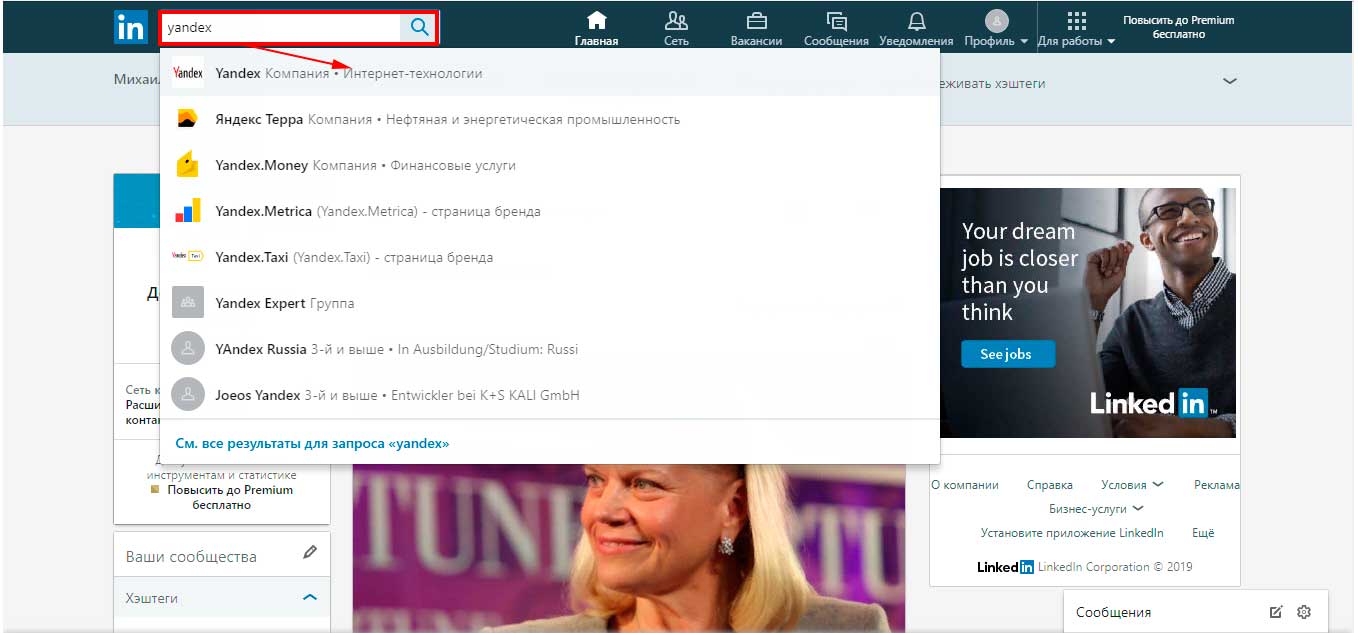 in
yandex
Главная
Сеть
Вакансии
Сообщения
Уведомления
Профиль
Для работы
Повысить до Premium
бесплатно
Михаил
еживать хэштеги
Yandex
Yandex Компания • Интернет-технологии
Яндекс Терра Компания • Нефтяная и энергетическая промышленность
Yandex.Money Компания • Финансовые услуги
Yandex.Metrica (Yandex.Metrica) - страница бренда
Yandex.Taxi (Yandex.Taxi) - страница бренда
Yandex Expert Группа
YAndex Russia 3-й и выше • In Ausbildung/Studium: Russi
Joeos Yandex 3-й и выше • Entwickler bei K+S KALI GmbH
См. все результаты для запроса «yandex»
Сеть к
Расши
конта
инструментам и статистике
Повысить до Premium
бесплатно
Ваши сообщества
Хэштеги
TUNE
Your dream
job is closer
than you
think
See jobs
Linked in
О компании
Справка
Условия
Реклама
Бизнес-услуги
Установите приложение LinkedIn
Ещё
Linked in LinkedIn Corporation © 2019
Сообщения